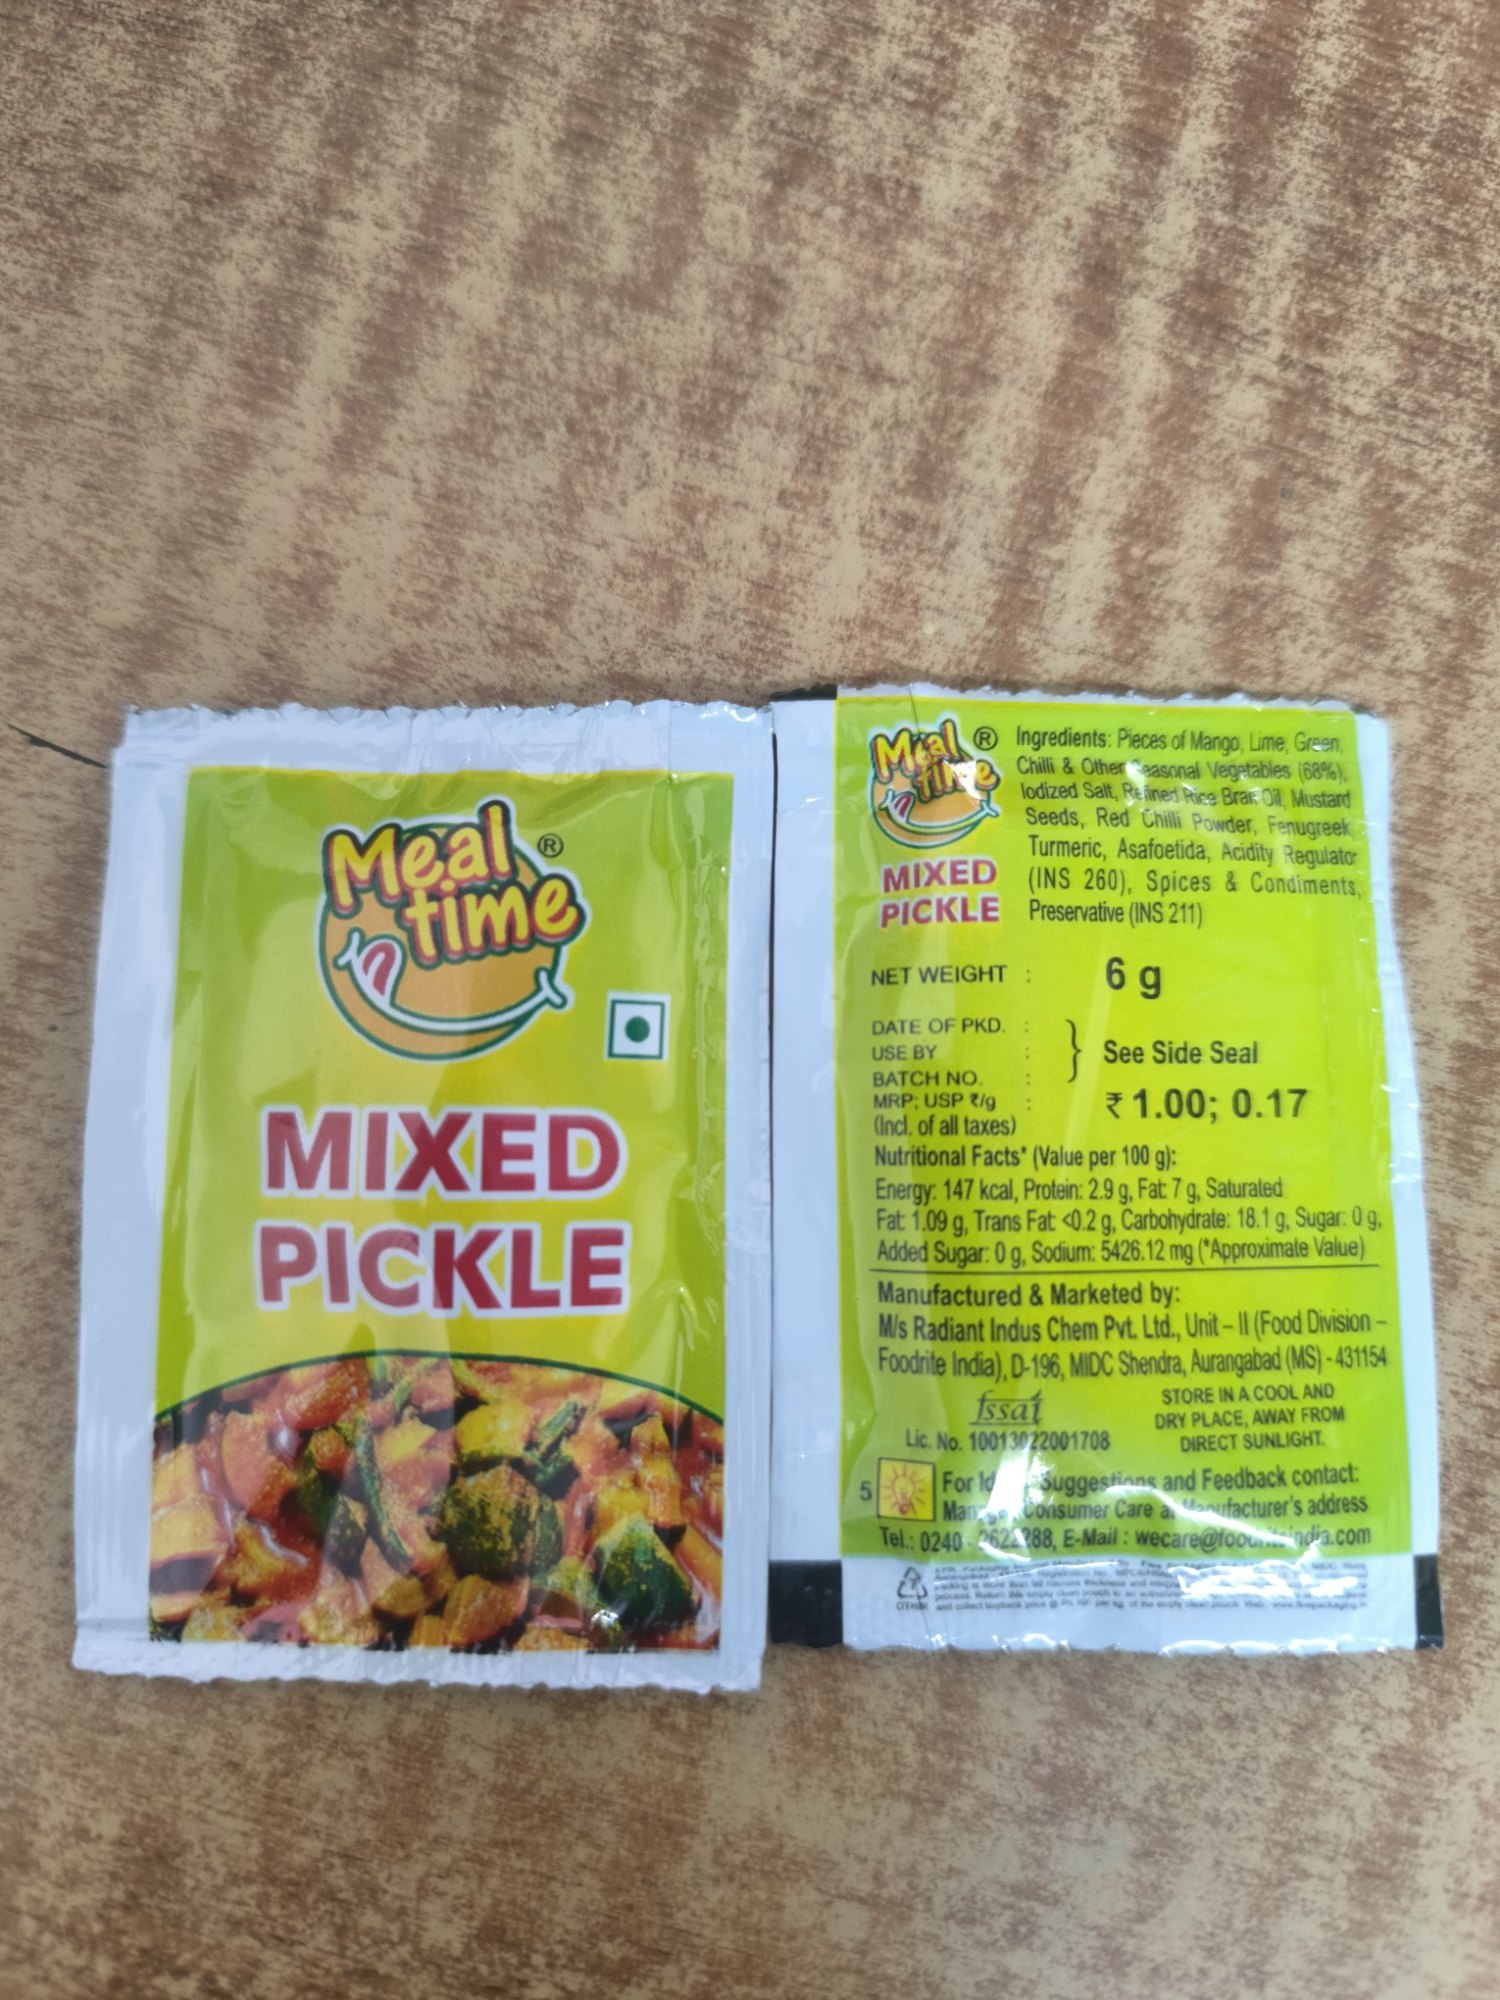 Meal
time
®
MIXED
PICKLE
Meal
time
®
MIXED
PICKLE
Ingredients: Pieces of Mango, Lime, Green,
Chilli & Other Seasonal Vegetables (68%),
Iodized Salt, Refined Rice Bran Oil, Mustard
Seeds, Red Chilli Powder, Fenugreek,
Turmeric, Asafoetida, Acidity Regulator
(INS 260), Spices & Condiments,
Preservative (INS 211)
NET WEIGHT : 6 g
DATE OF PKD. :
USE BY : } See Side Seal
BATCH NO. :
MRP; USP ₹/g : ₹ 1.00; 0.17
(Incl. of all taxes)
Nutritional Facts* (Value per 100 g):
Energy: 147 kcal, Protein: 2.9 g, Fat: 7 g, Saturated
Fat: 1.09 g, Trans Fat: <0.2 g, Carbohydrate: 18.1 g, Sugar: 0 g,
Added Sugar: 0 g, Sodium: 5426.12 mg (*Approximate Value)
Manufactured & Marketed by:
M/s Radiant Indus Chem Pvt. Ltd., Unit – II (Food Division –
Foodrite India), D-196, MIDC Shendra, Aurangabad (MS) - 431154
fssai
Lic. No. 10013022001708
STORE IN A COOL AND
DRY PLACE, AWAY FROM
DIRECT SUNLIGHT.
5
For Suggestions and Feedback contact:
Consumer Care at Manufacturer's address
Tel.: 0240 - E-Mail : wecare@foodriteindia.com
7
OTHER